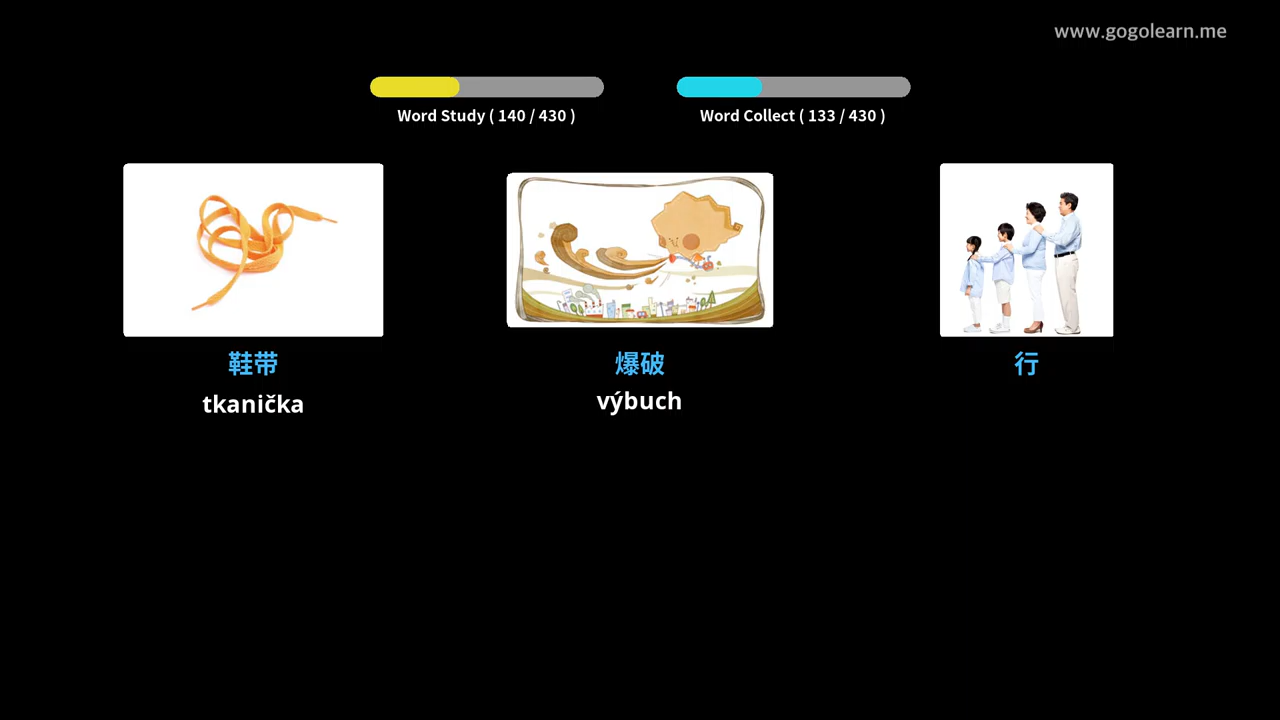 www.gogolearn.me
Word Study ( 140 / 430 )
Word Collect ( 133 / 430 )
鞋带
爆破
行
tkanička
výbuch